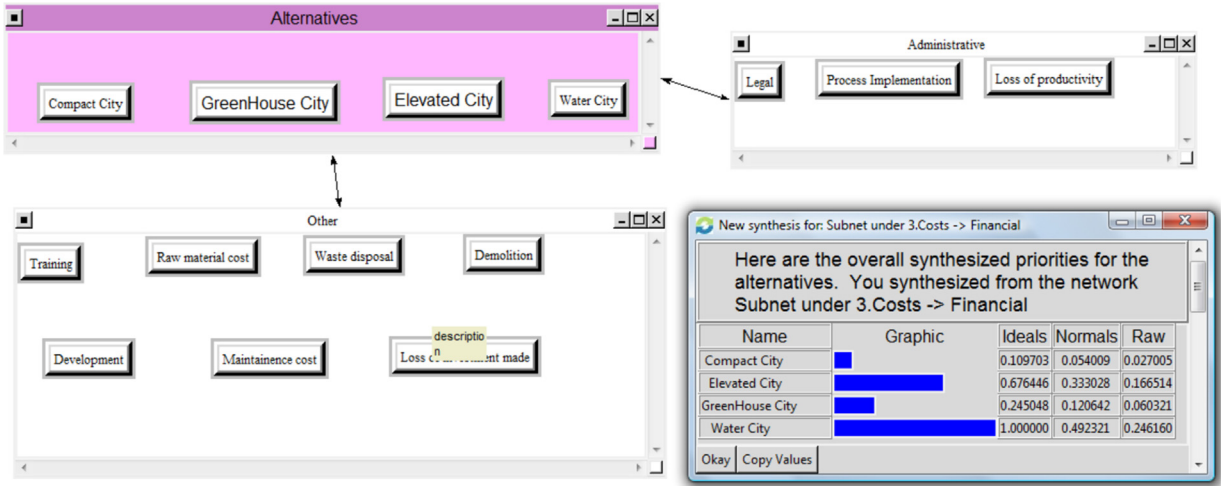 Alternatives
Compact City
GreenHouse City
Elevated City
Water City
Administrative
Legal
Process Implementation
Loss of productivity
Other
Training
Raw material cost
Waste disposal
Demolition
Development
Maintainence cost
descriptio
n
Loss of investment made
New synthesis for: Subnet under 3.Costs -> Financial
Here are the overall synthesized priorities for the
alternatives. You synthesized from the network
Subnet under 3.Costs -> Financial
Name Graphic Ideals Normals Raw
Compact City 0.109703 0.054009 0.027005
Elevated City 0.676446 0.333028 0.166514
GreenHouse City 0.245048 0.120642 0.060321
Water City 1.000000 0.492321 0.246160
Okay Copy Values